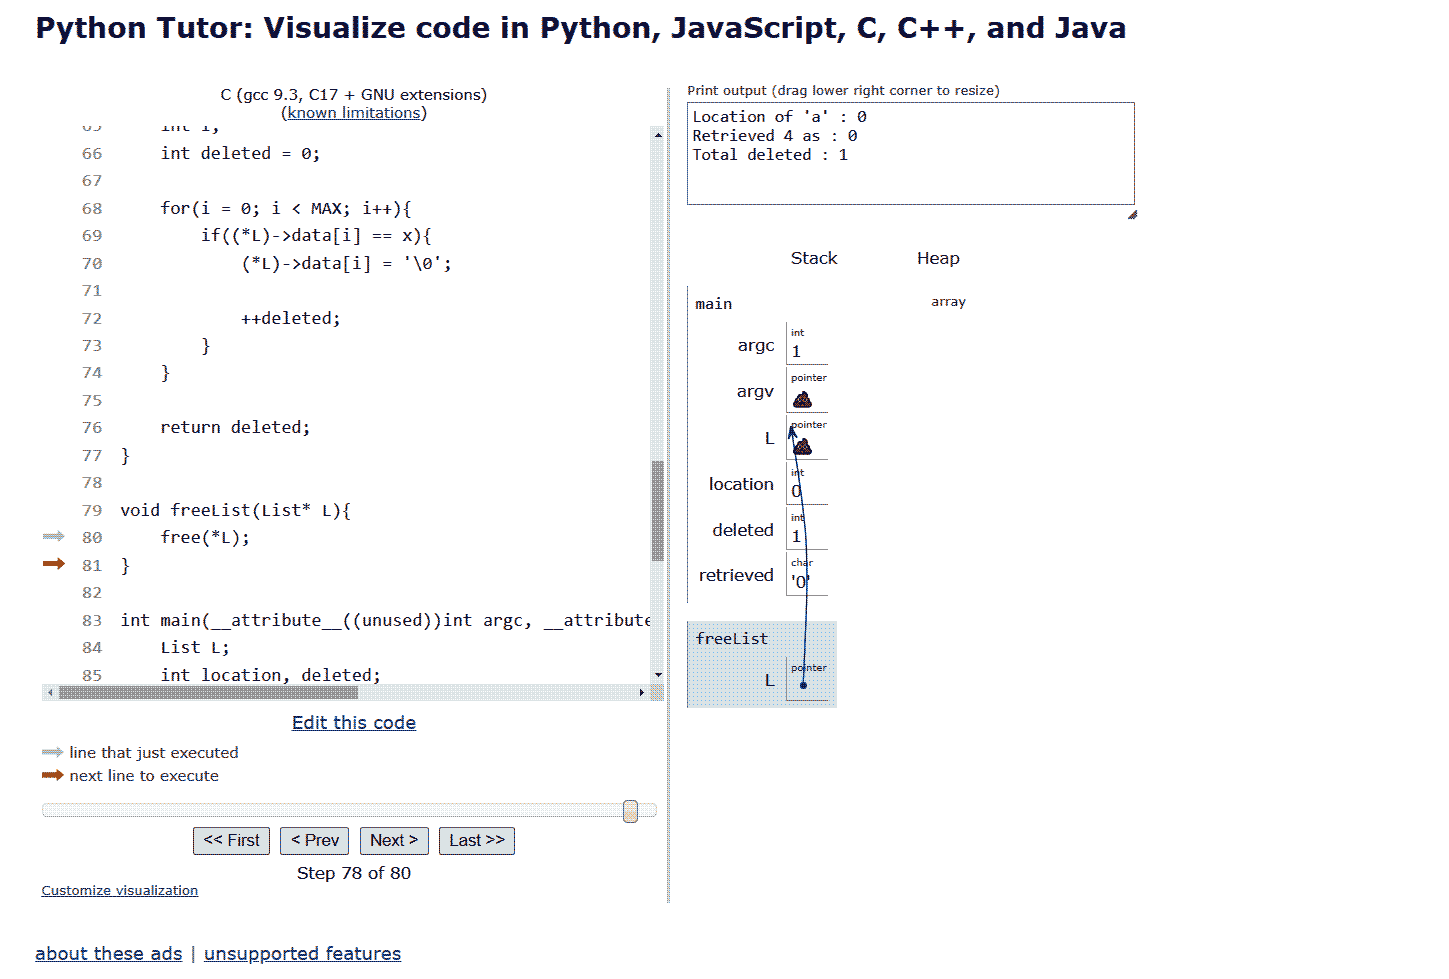 Python Tutor: Visualize code in Python, JavaScript, C, C++, and Java
C (gcc 9.3, C17 + GNU extensions)
(known limitations)
66     int deleted = 0;
67
68     for(i = 0; i < MAX; i++){
69         if((*L)->data[i] == x){
70             (*L)->data[i] = '\0';
71
72             ++deleted;
73         }
74     }
75
76     return deleted;
77 }
78
79 void freeList(List* L){
80     free(*L);
81 }
82
83 int main(__attribute__((unused))int argc, __attribute
84     List L;
85     int location, deleted;
Edit this code
line that just executed
next line to execute
<< First
< Prev
Next >
Last >>
Step 78 of 80
Customize visualization
about these ads | unsupported features
Print output (drag lower right corner to resize)
Location of 'a' : 0
Retrieved 4 as : 0
Total deleted : 1
Stack
Heap
main
array
int
argc 1
pointer
argv
pointer
L
int
location 0
int
deleted 1
char
retrieved '0'
freeList
pointer
L